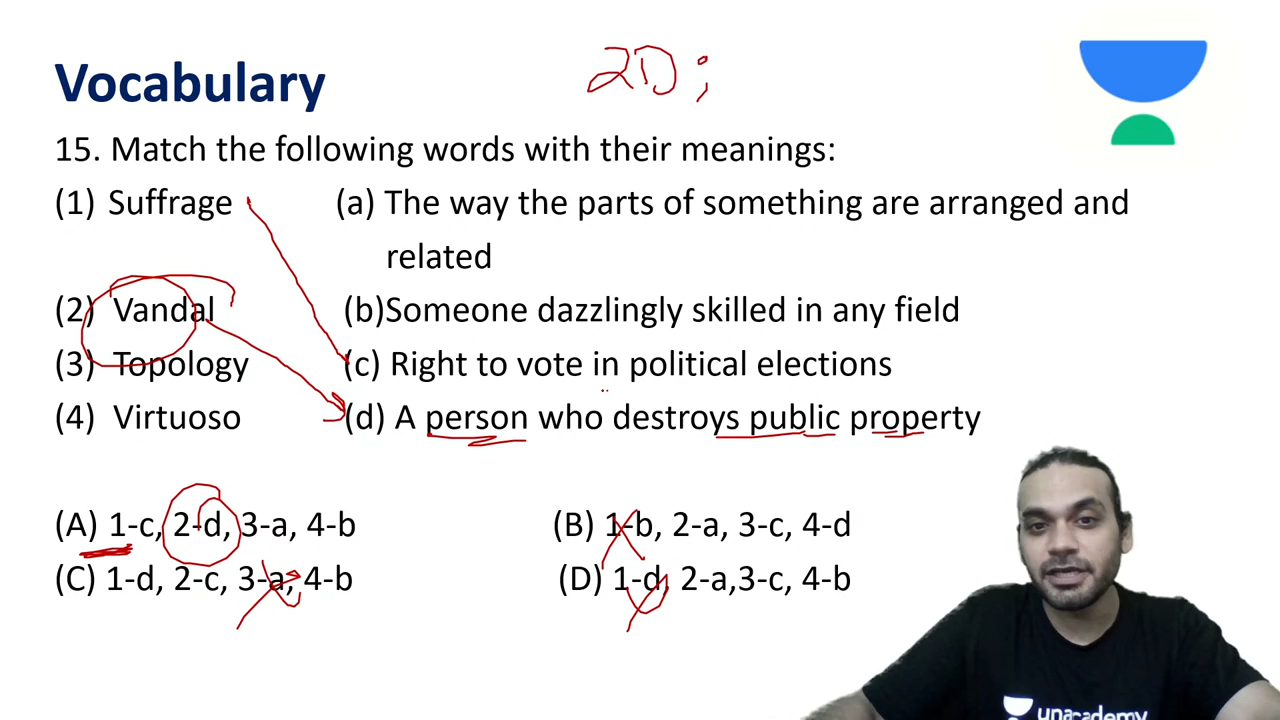 Vocabulary
2D ;
15. Match the following words with their meanings:
(1) Suffrage (a) The way the parts of something are arranged and
related
(2) Vandal (b)Someone dazzlingly skilled in any field
(3) Topology (c) Right to vote in political elections
(4) Virtuoso (d) A person who destroys public property
(A) 1-c, 2-d, 3-a, 4-b (B) 1-b, 2-a, 3-c, 4-d
(C) 1-d, 2-c, 3-a, 4-b (D) 1-d, 2-a,3-c, 4-b
unacademy